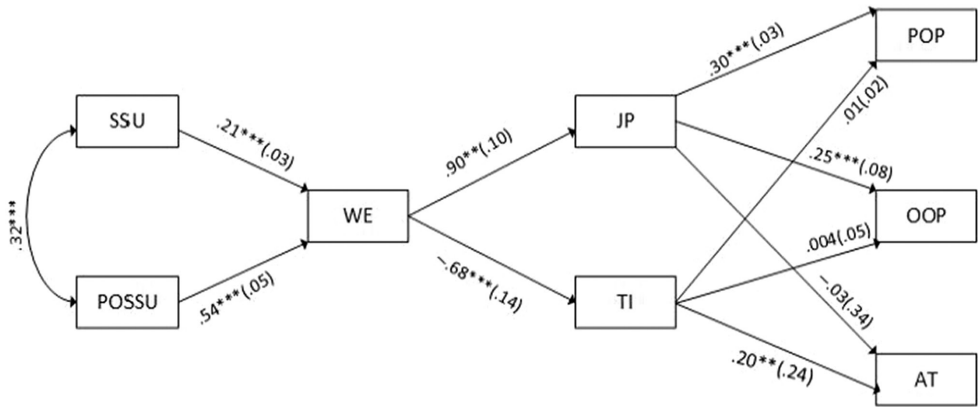 POP
.30***(.03)
.01(.02)
SSU
.21***(.03)
JP
.90**(.10)
.25***(.08)
.32***
WE
OOP
.004(.05)
−.68***(.14)
POSSU
.54***(.05)
TI
−.03(.34)
.20**(.24)
AT